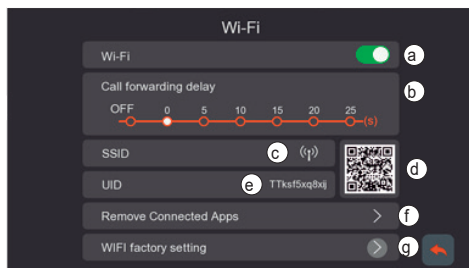 Wi-Fi
Wi-Fi a
Call forwarding delay b
OFF 0 5 10 15 20 25
(s)
SSID c
d
UID e TTksf5xq8xij
Remove Connected Apps f
WIFI factory setting g